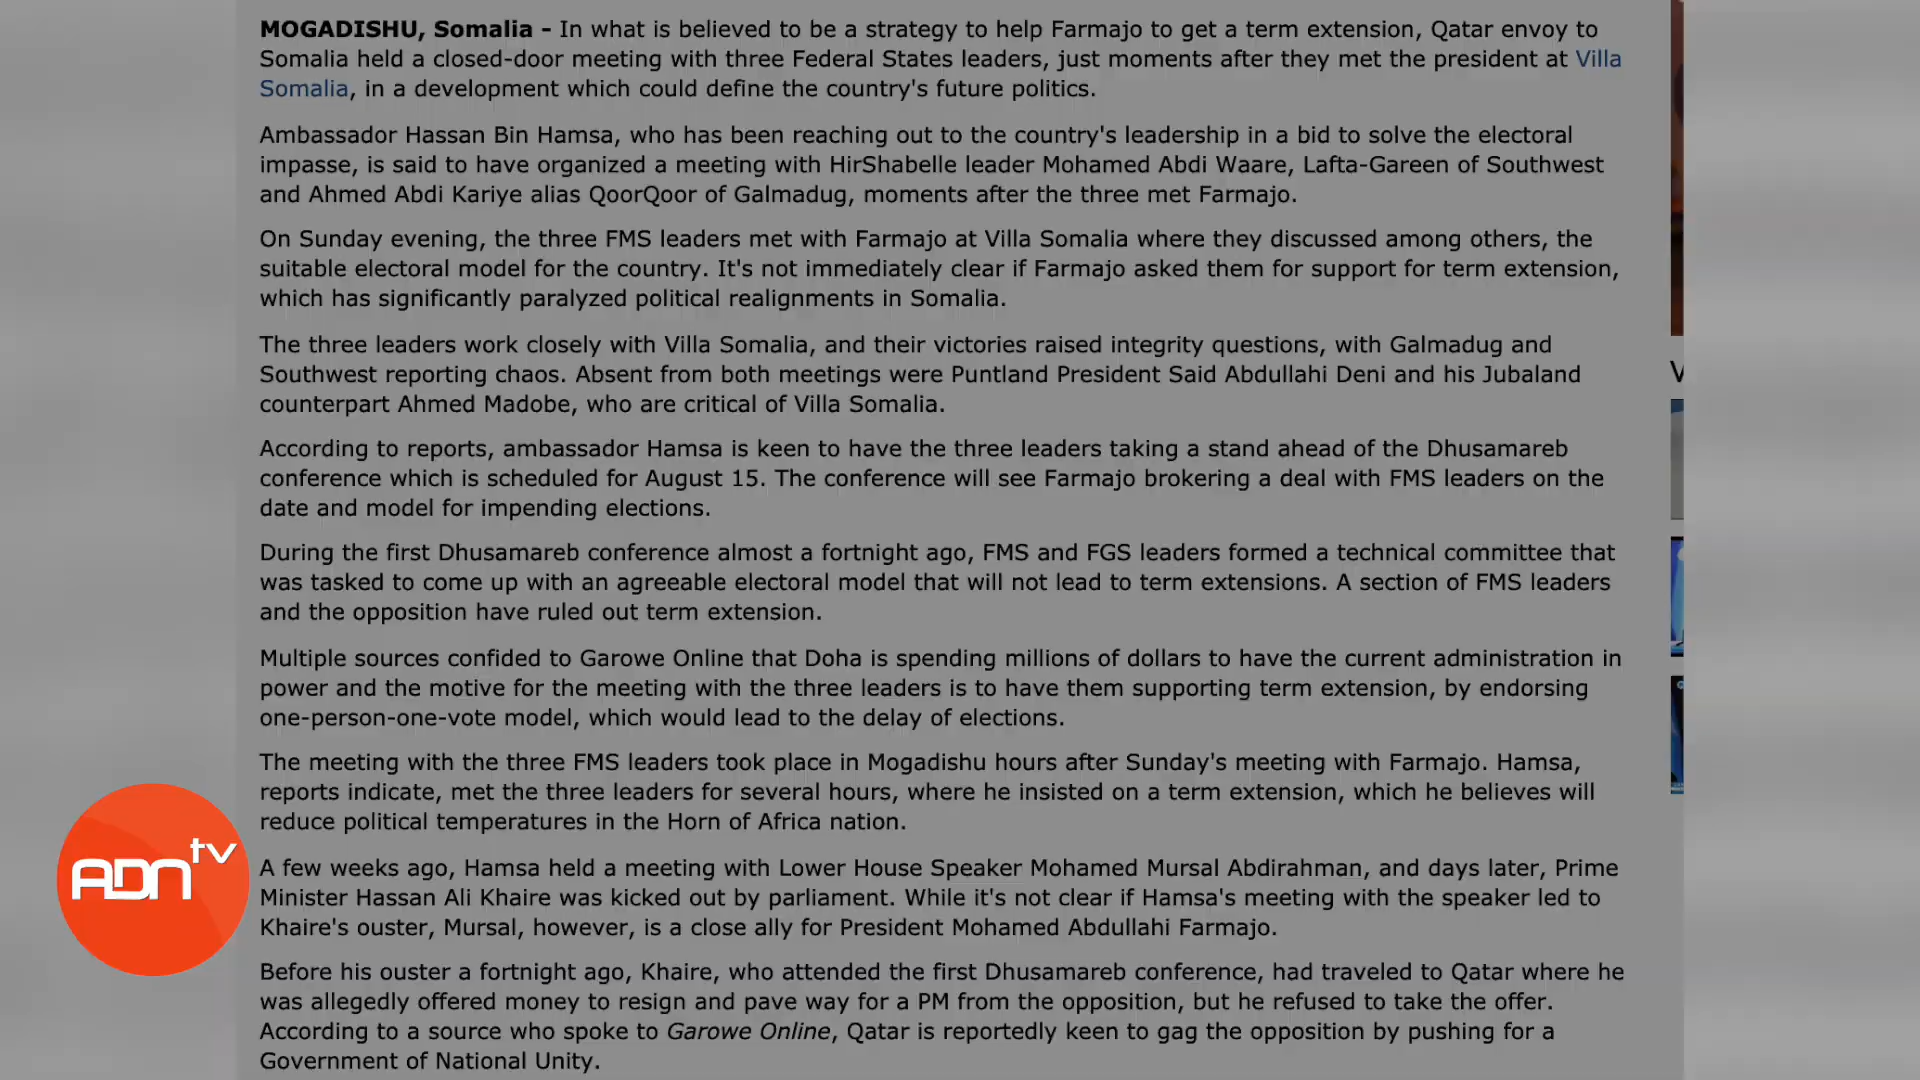 MOGADISHU, Somalia - In what is believed to be a strategy to help Farmajo to get a term extension, Qatar envoy to
Somalia held a closed-door meeting with three Federal States leaders, just moments after they met the president at Villa
Somalia, in a development which could define the country's future politics.
Ambassador Hassan Bin Hamsa, who has been reaching out to the country's leadership in a bid to solve the electoral
impasse, is said to have organized a meeting with HirShabelle leader Mohamed Abdi Waare, Lafta-Gareen of Southwest
and Ahmed Abdi Kariye alias QoorQoor of Galmadug, moments after the three met Farmajo.
On Sunday evening, the three FMS leaders met with Farmajo at Villa Somalia where they discussed among others, the
suitable electoral model for the country. It's not immediately clear if Farmajo asked them for support for term extension,
which has significantly paralyzed political realignments in Somalia.
The three leaders work closely with Villa Somalia, and their victories raised integrity questions, with Galmadug and
Southwest reporting chaos. Absent from both meetings were Puntland President Said Abdullahi Deni and his Jubaland
counterpart Ahmed Madobe, who are critical of Villa Somalia.
According to reports, ambassador Hamsa is keen to have the three leaders taking a stand ahead of the Dhusamareb
conference which is scheduled for August 15. The conference will see Farmajo brokering a deal with FMS leaders on the
date and model for impending elections.
During the first Dhusamareb conference almost a fortnight ago, FMS and FGS leaders formed a technical committee that
was tasked to come up with an agreeable electoral model that will not lead to term extensions. A section of FMS leaders
and the opposition have ruled out term extension.
Multiple sources confided to Garowe Online that Doha is spending millions of dollars to have the current administration in
power and the motive for the meeting with the three leaders is to have them supporting term extension, by endorsing
one-person-one-vote model, which would lead to the delay of elections.
The meeting with the three FMS leaders took place in Mogadishu hours after Sunday's meeting with Farmajo. Hamsa,
reports indicate, met the three leaders for several hours, where he insisted on a term extension, which he believes will
reduce political temperatures in the Horn of Africa nation.
A few weeks ago, Hamsa held a meeting with Lower House Speaker Mohamed Mursal Abdirahman, and days later, Prime
Minister Hassan Ali Khaire was kicked out by parliament. While it's not clear if Hamsa's meeting with the speaker led to
Khaire's ouster, Mursal, however, is a close ally for President Mohamed Abdullahi Farmajo.
Before his ouster a fortnight ago, Khaire, who attended the first Dhusamareb conference, had traveled to Qatar where he
was allegedly offered money to resign and pave way for a PM from the opposition, but he refused to take the offer.
According to a source who spoke to Garowe Online, Qatar is reportedly keen to gag the opposition by pushing for a
Government of National Unity.
ADN tv